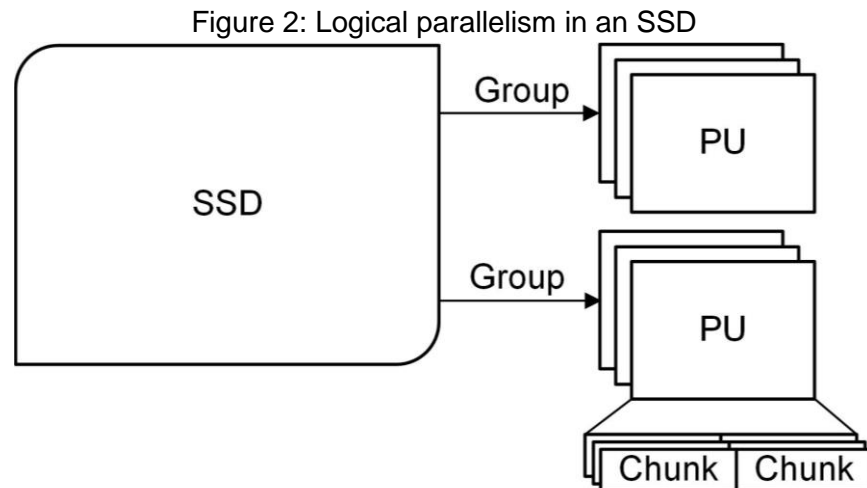 Figure 2: Logical parallelism in an SSD
Group
PU
SSD
Group
PU
Chunk Chunk